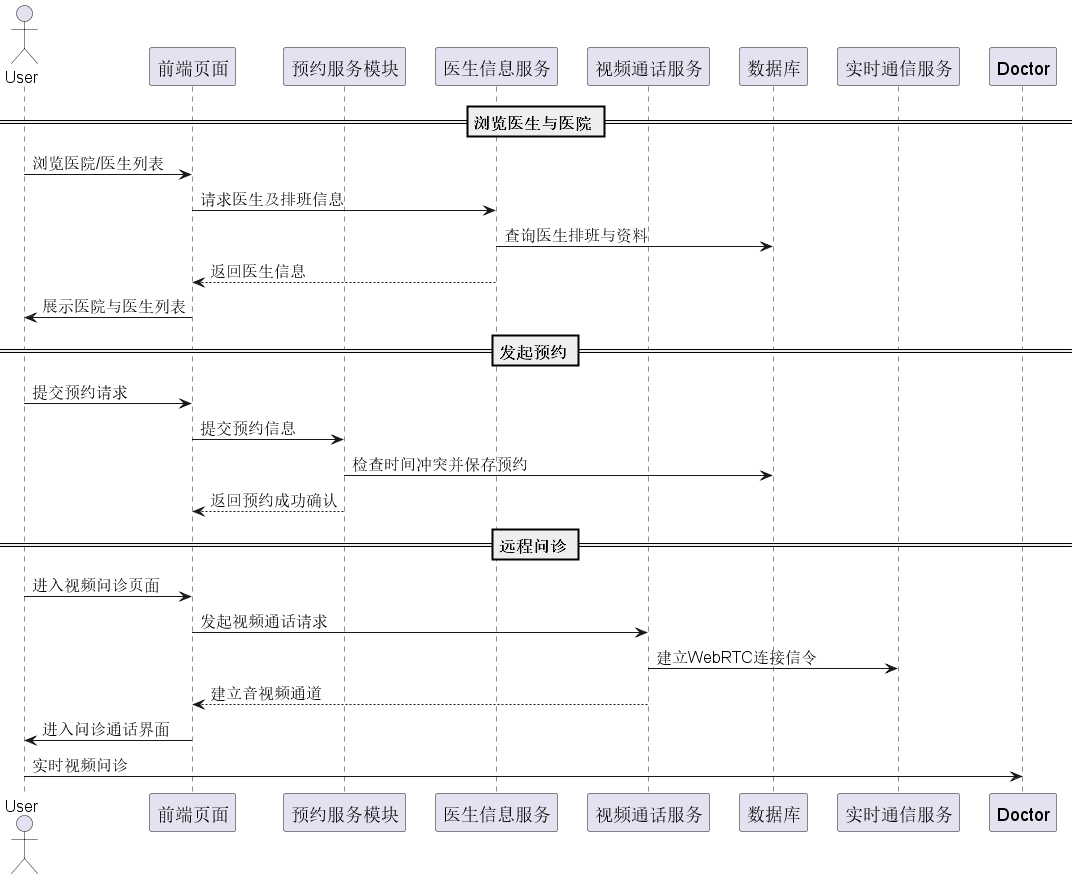 User
前端页面
预约服务模块
医生信息服务
视频通话服务
数据库
实时通信服务
Doctor
浏览医生与医院
浏览医院/医生列表
请求医生及排班信息
查询医生排班与资料
返回医生信息
展示医院与医生列表
发起预约
提交预约请求
提交预约信息
检查时间冲突并保存预约
返回预约成功确认
远程问诊
进入视频问诊页面
发起视频通话请求
建立WebRTC连接信令
建立音视频通道
进入问诊通话界面
实时视频问诊
User
前端页面
预约服务模块
医生信息服务
视频通话服务
数据库
实时通信服务
Doctor